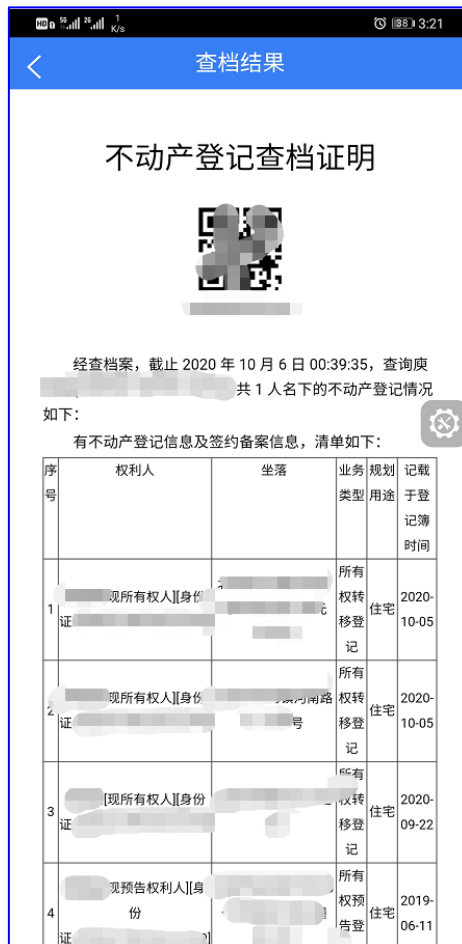 HD 5G 2G 1 K/s 38 3:21
查档结果
不动产登记查档证明
经查档案，截止 2020 年 10 月 6 日 00:39:35，查询庾
共 1 人名下的不动产登记情况
如下：
有不动产登记信息及签约备案信息，清单如下：
序号 权利人 坐落 业务类型 规划用途 记载于登记簿时间
1 现所有权人][身份证 所有权转移登记 住宅 2020-10-05
2 现所有权人][身份证 河南路 号 所有权转移登记 住宅 2020-10-05
3 [现所有权人][身份证 所有权转移登记 住宅 2020-09-22
4 现预告权利人][身份证 所有权预告登 住宅 2019-06-11